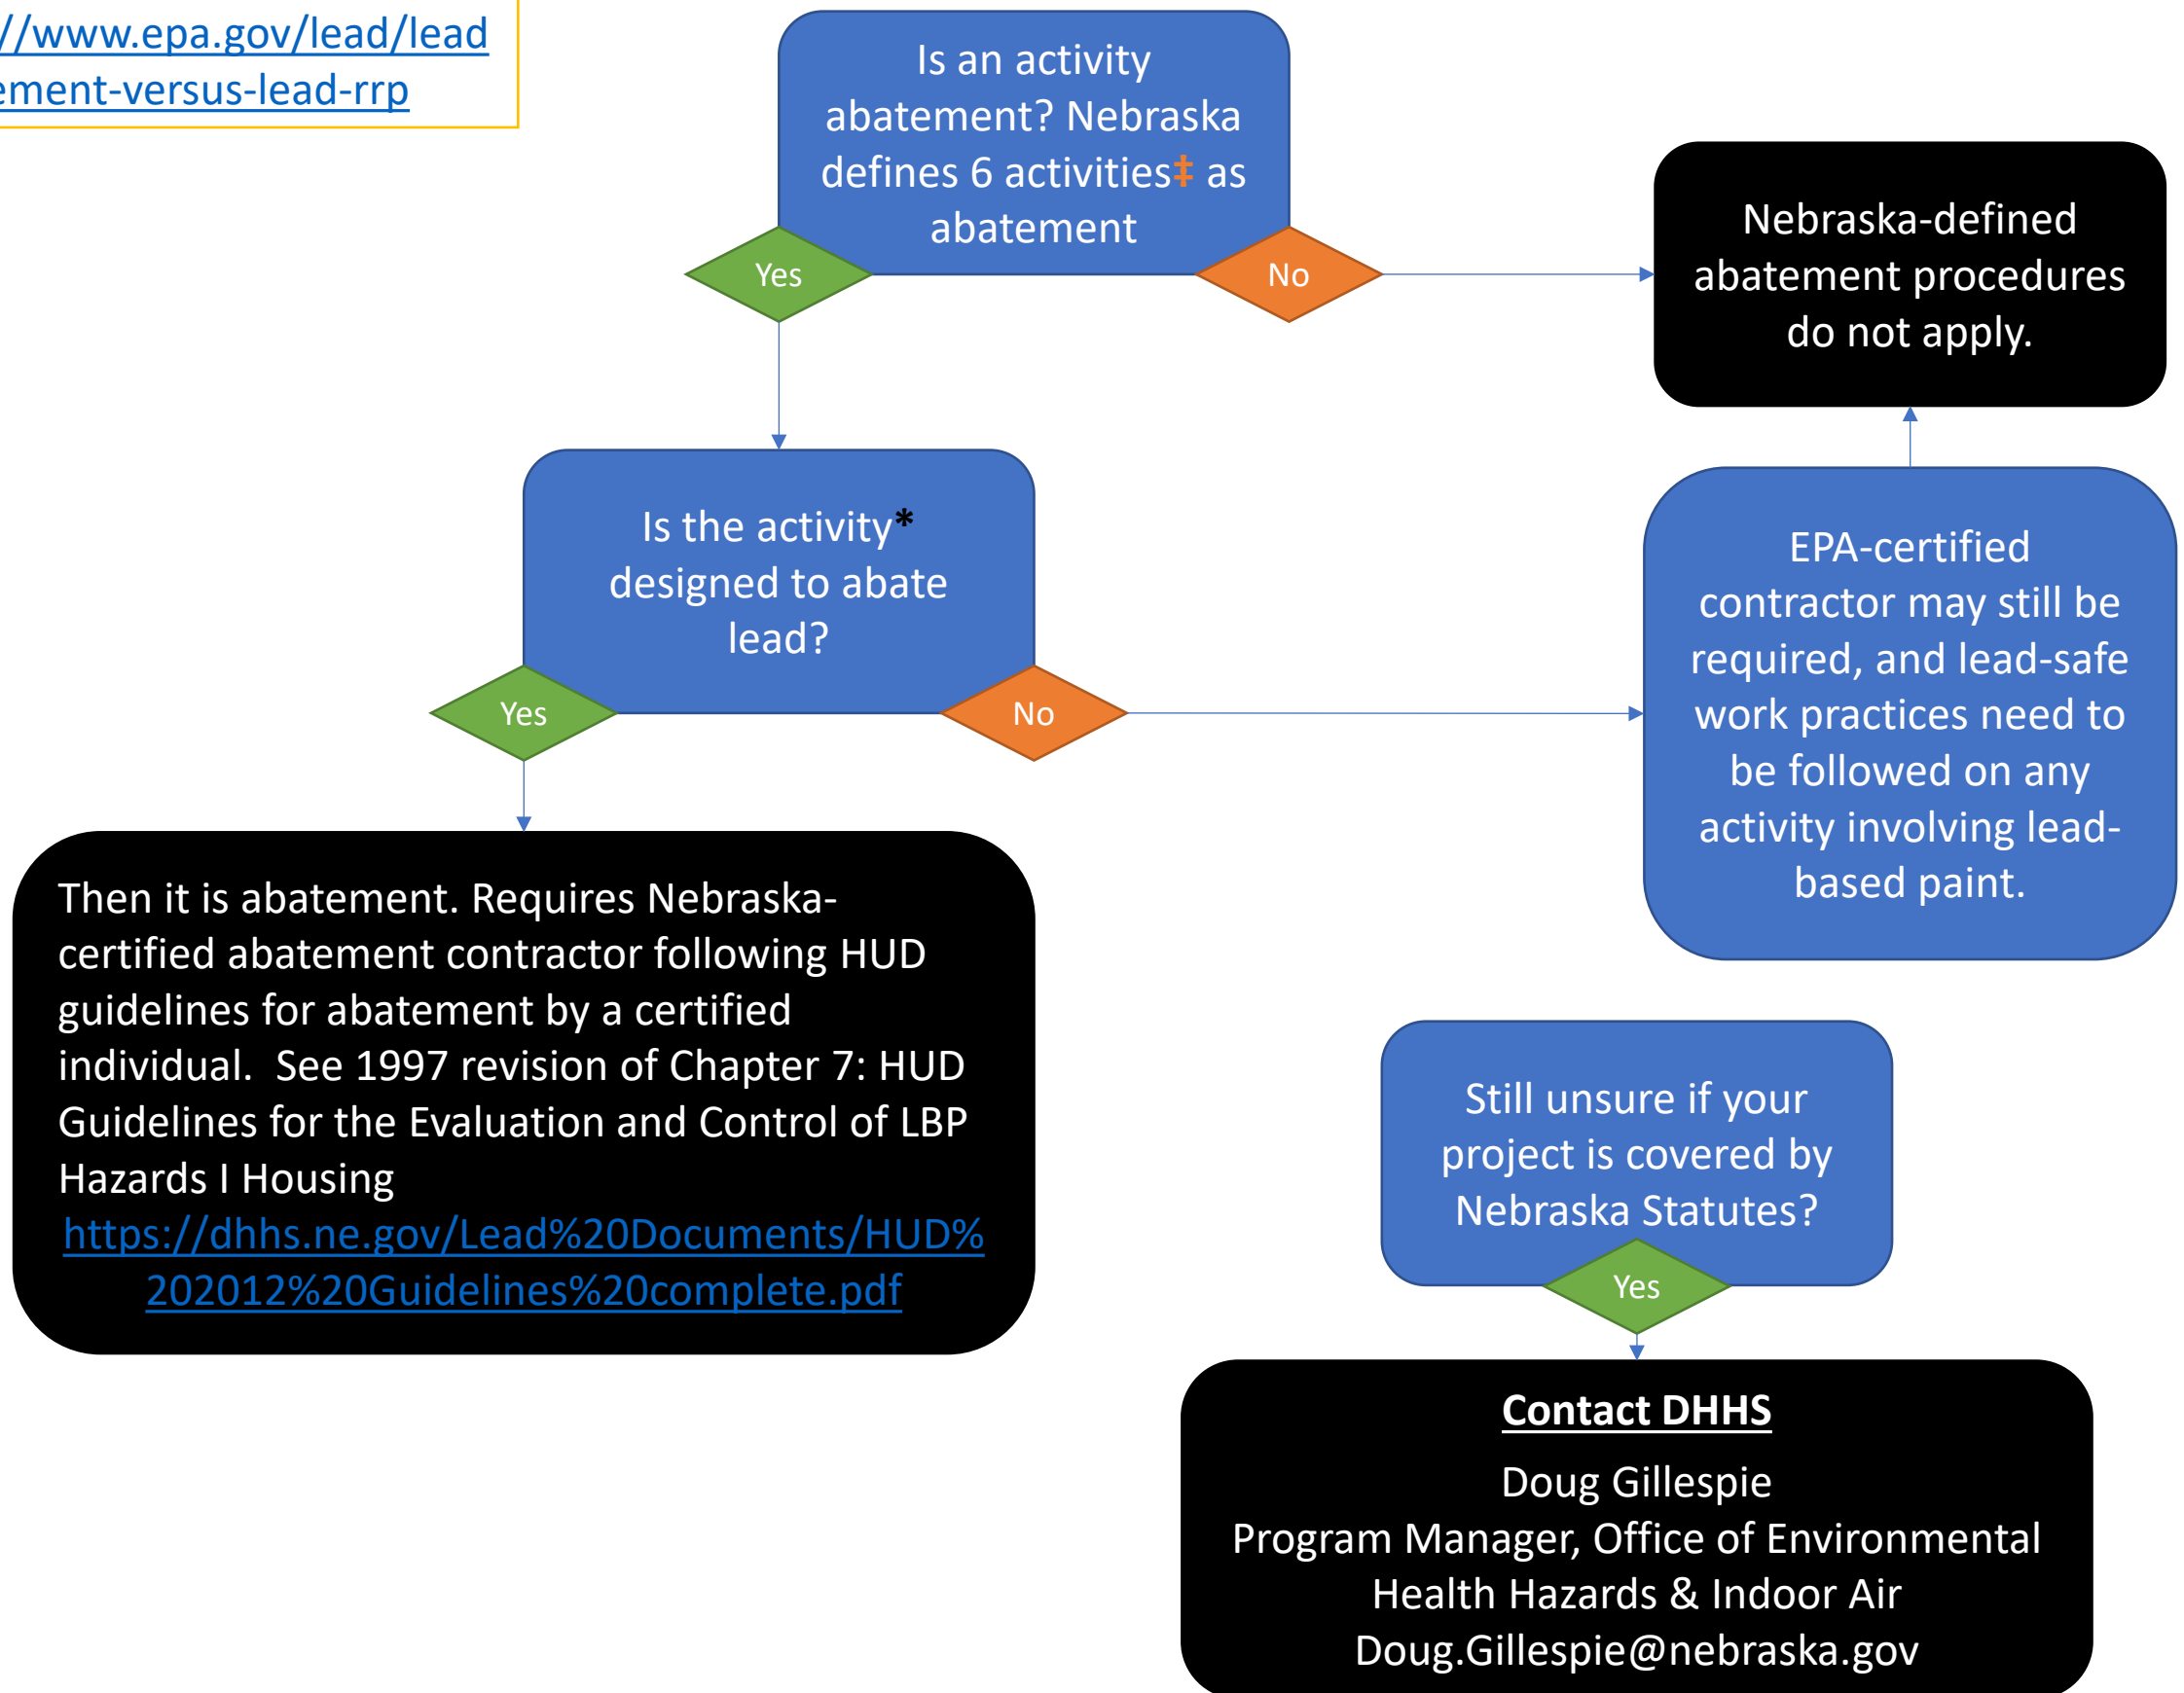 ://www.epa.gov/lead/lead
ement-versus-lead-rrp
Is an activity
abatement? Nebraska
defines 6 activities‡ as
abatement
Yes
No
Nebraska-defined
abatement procedures
do not apply.
Is the activity*
designed to abate
lead?
Yes
No
EPA-certified
contractor may still be
required, and lead-safe
work practices need to
be followed on any
activity involving lead-
based paint.
Then it is abatement. Requires Nebraska-
certified abatement contractor following HUD
guidelines for abatement by a certified
individual.  See 1997 revision of Chapter 7: HUD
Guidelines for the Evaluation and Control of LBP
Hazards I Housing
https://dhhs.ne.gov/Lead%20Documents/HUD%
202012%20Guidelines%20complete.pdf
Still unsure if your
project is covered by
Nebraska Statutes?
Yes
Contact DHHS
Doug Gillespie
Program Manager, Office of Environmental
Health Hazards & Indoor Air
Doug.Gillespie@nebraska.gov